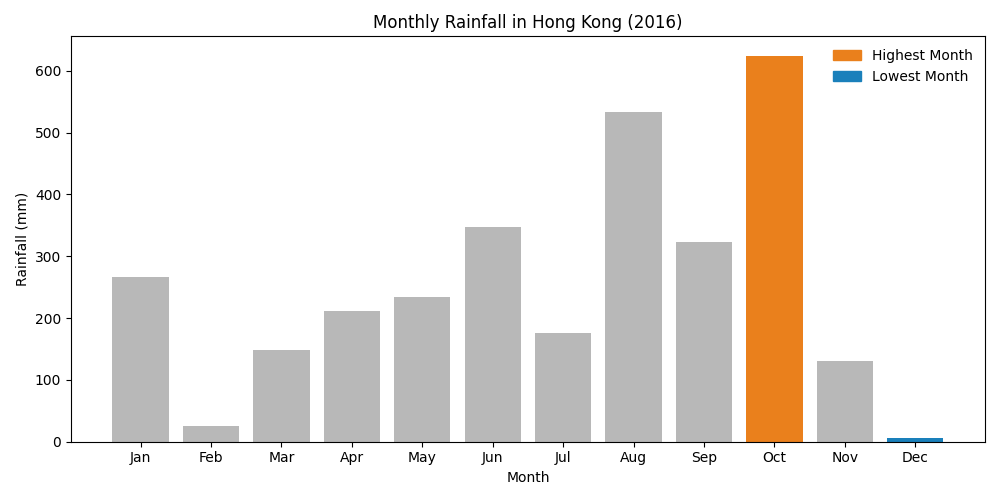 Monthly Rainfall in Hong Kong (2016)
Highest Month
Lowest Month
Rainfall (mm)
600
500
400
300
200
100
0
Jan Feb Mar Apr May Jun Jul Aug Sep Oct Nov Dec
Month